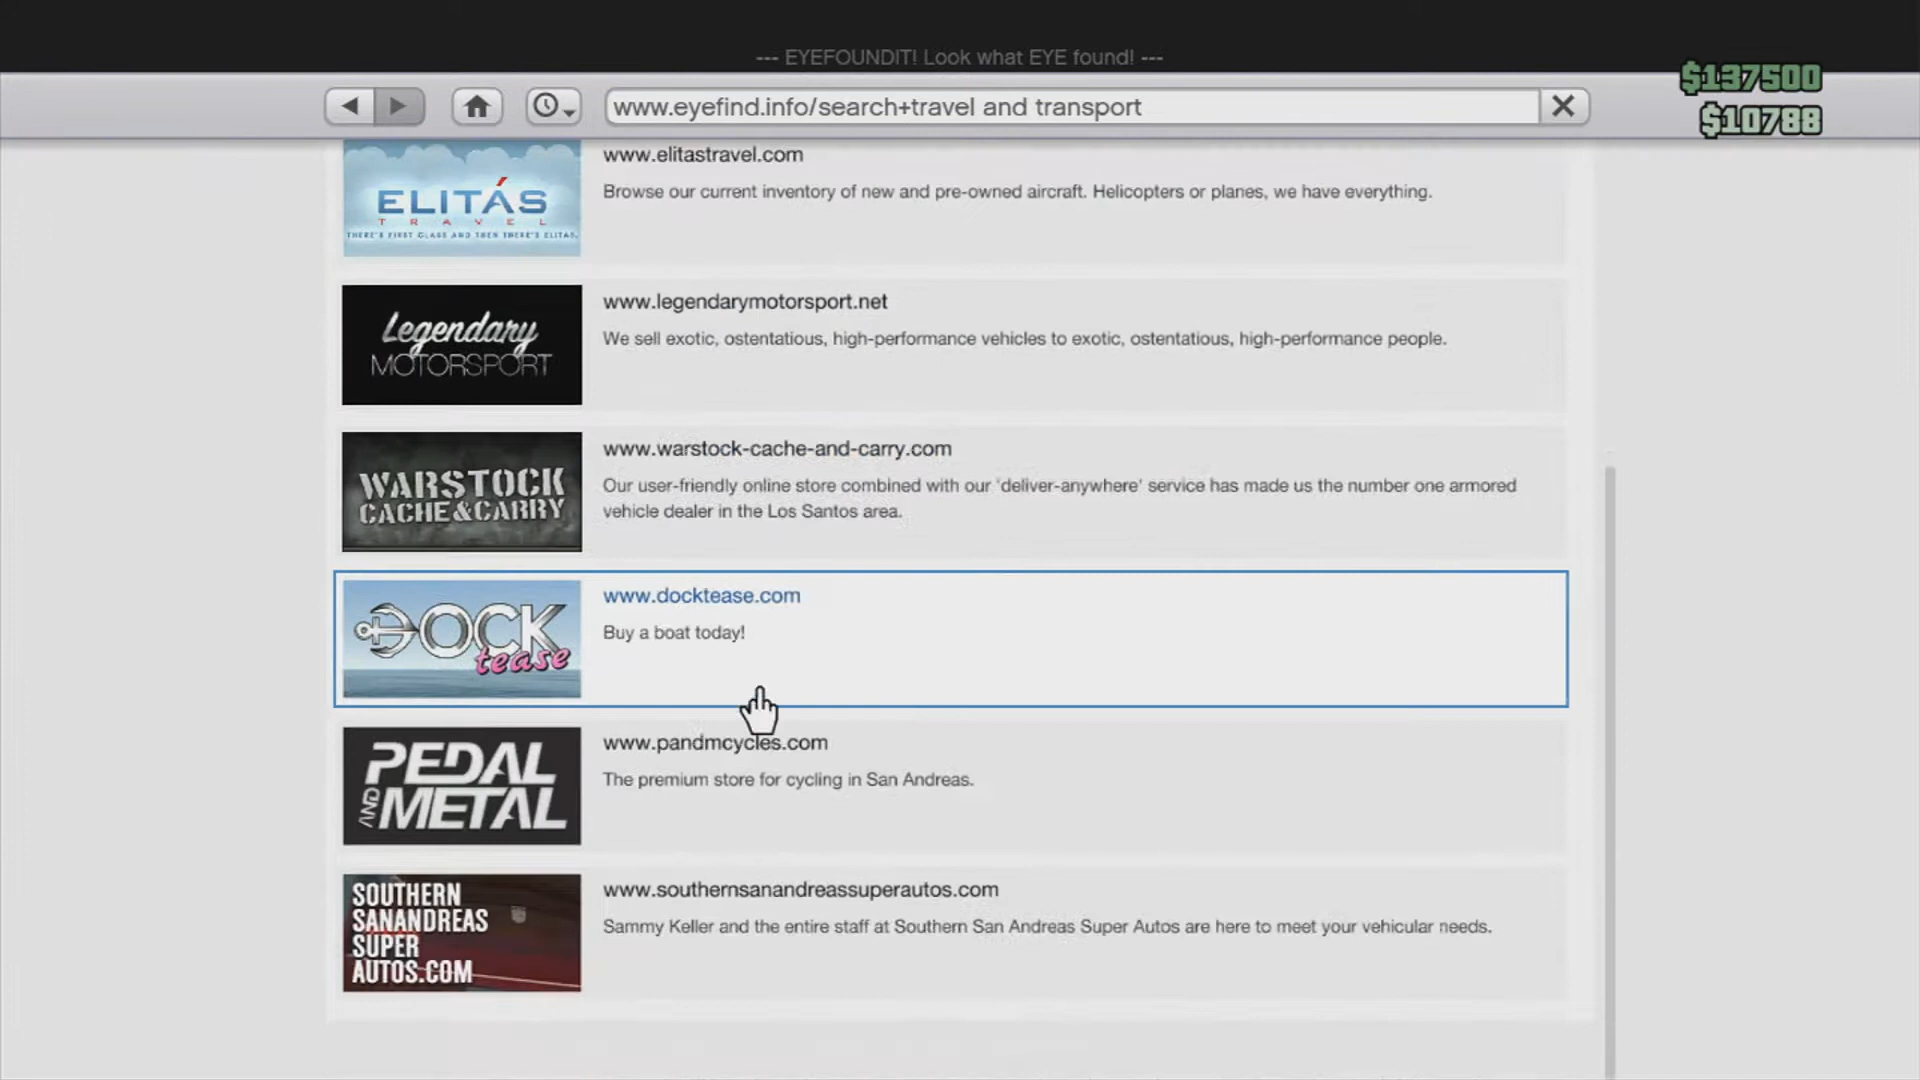 --- EYEFOUNDIT! Look what EYE found! ---
$137500
www.eyefind.info/search+travel and transport
$10788
ELITÁS
TRAVEL
THERE'S FIRST CLASS AND THEN THERE'S ELITAS.
www.elitastravel.com
Browse our current inventory of new and pre-owned aircraft. Helicopters or planes, we have everything.
Legendary
MOTORSPORT
www.legendarymotorsport.net
We sell exotic, ostentatious, high-performance vehicles to exotic, ostentatious, high-performance people.
WARSTOCK
CACHE&CARRY
www.warstock-cache-and-carry.com
Our user-friendly online store combined with our 'deliver-anywhere' service has made us the number one armored
vehicle dealer in the Los Santos area.
DOCK
tease
www.docktease.com
Buy a boat today!
PEDAL
AND METAL
www.pandmcycles.com
The premium store for cycling in San Andreas.
SOUTHERN
SANANDREAS
SUPER
AUTOS.COM
www.southernsanandreassuperautos.com
Sammy Keller and the entire staff at Southern San Andreas Super Autos are here to meet your vehicular needs.